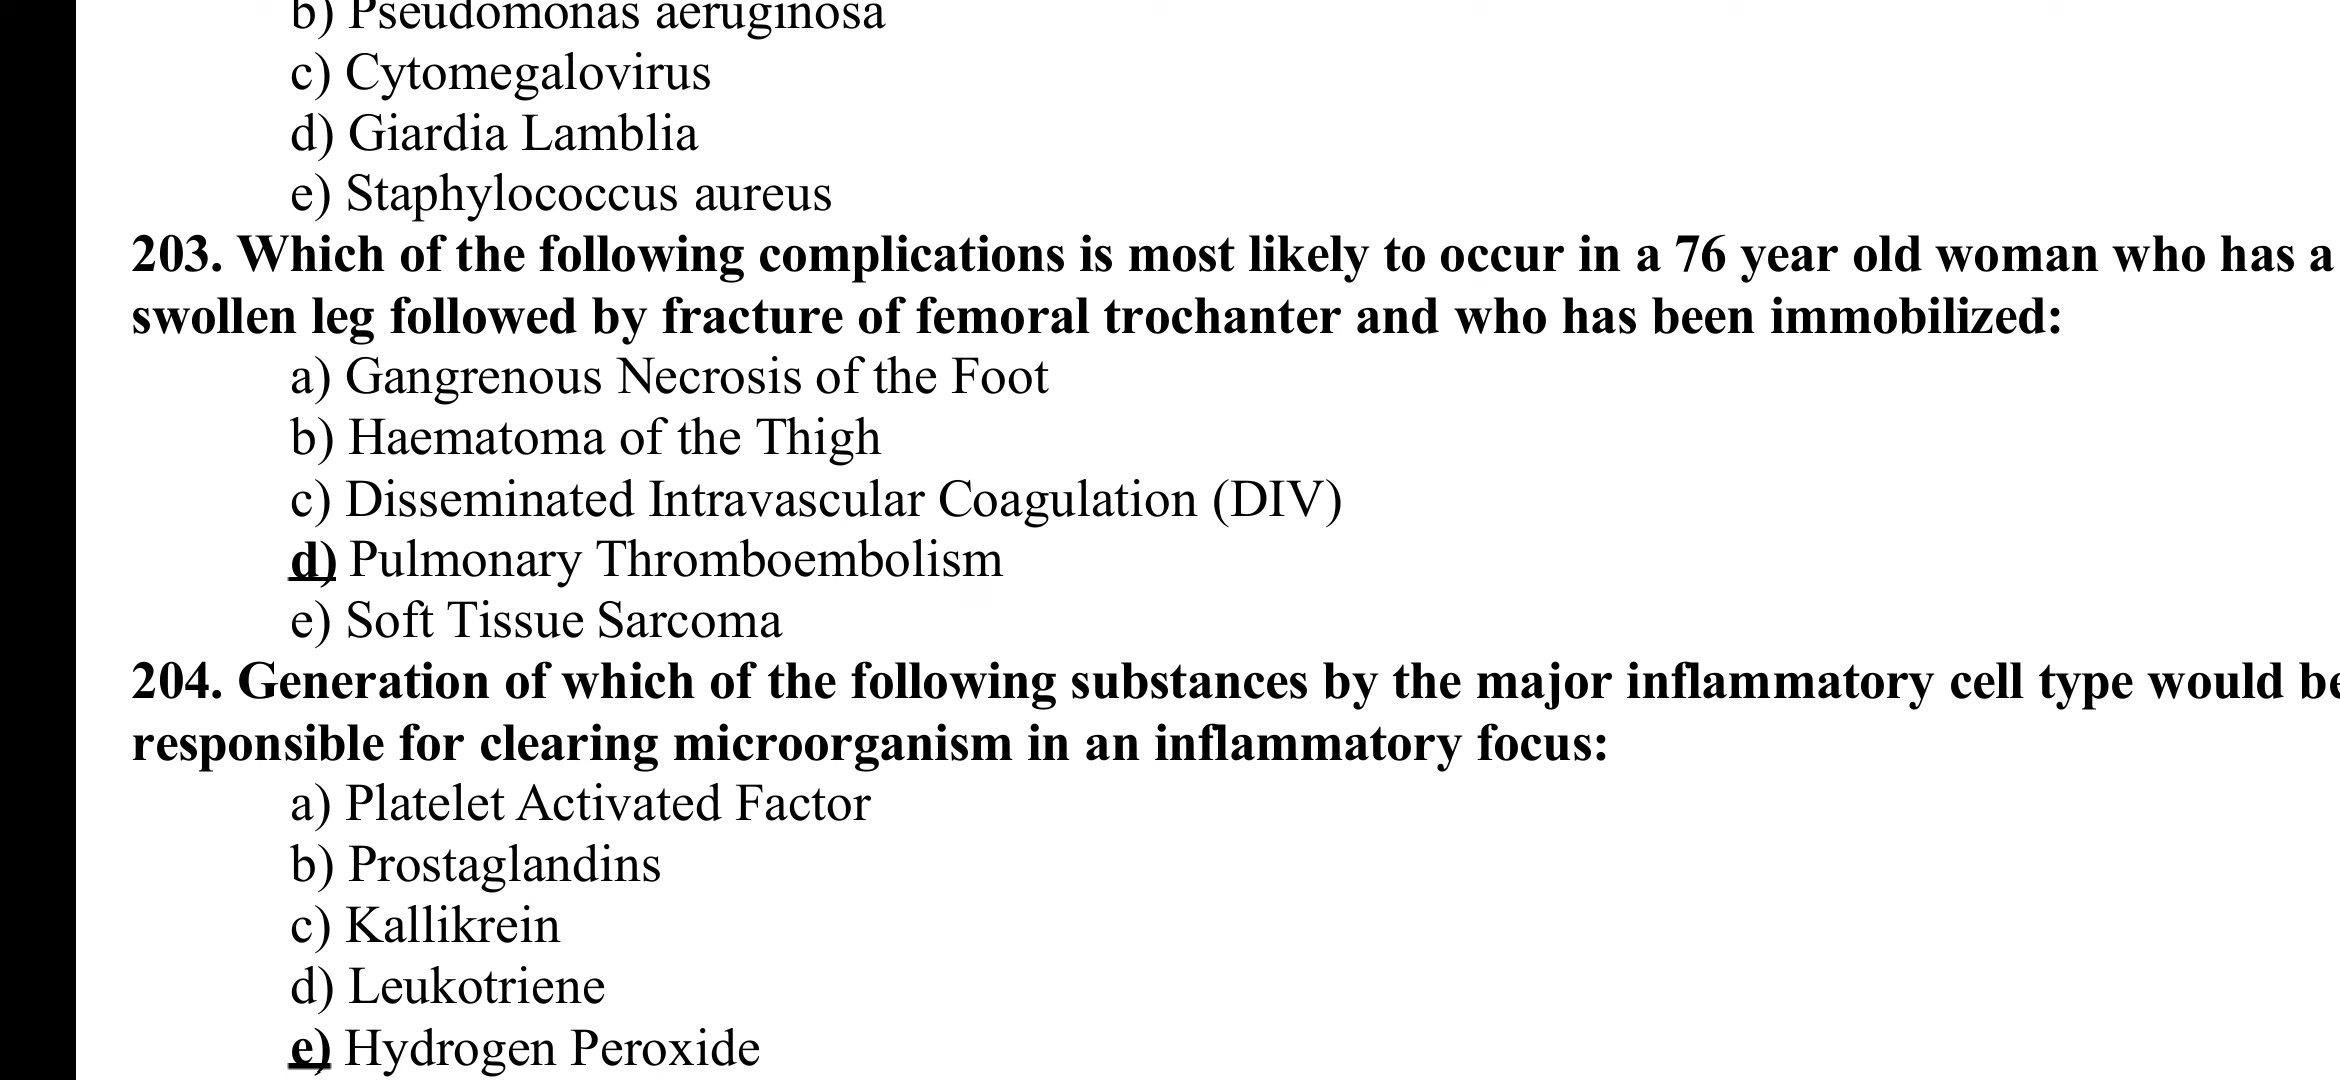 b) Pseudomonas aeruginosa
c) Cytomegalovirus
d) Giardia Lamblia
e) Staphylococcus aureus
203. Which of the following complications is most likely to occur in a 76 year old woman who has a
swollen leg followed by fracture of femoral trochanter and who has been immobilized:
a) Gangrenous Necrosis of the Foot
b) Haematoma of the Thigh
c) Disseminated Intravascular Coagulation (DIV)
d) Pulmonary Thromboembolism
e) Soft Tissue Sarcoma
204. Generation of which of the following substances by the major inflammatory cell type would be
responsible for clearing microorganism in an inflammatory focus:
a) Platelet Activated Factor
b) Prostaglandins
c) Kallikrein
d) Leukotriene
e) Hydrogen Peroxide